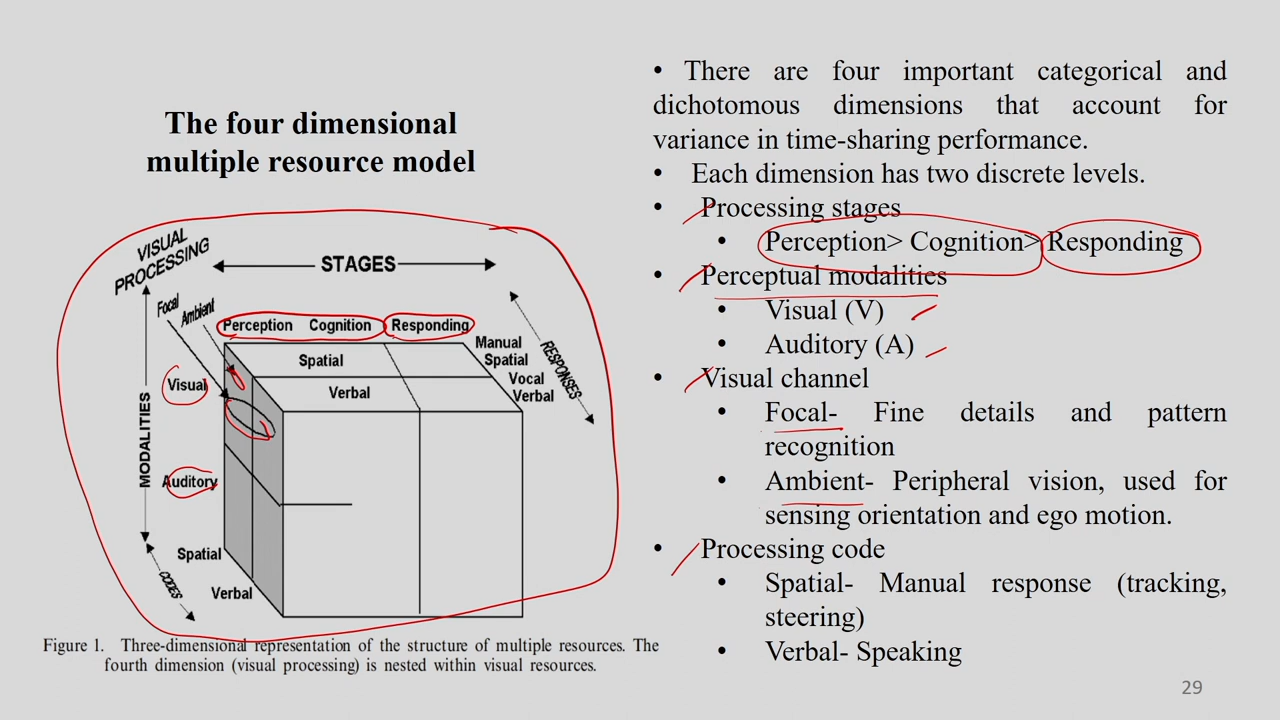 The four dimensional
multiple resource model
VISUAL
PROCESSING
STAGES
Focal
Ambient
Perception Cognition Responding
Manual
Spatial
Vocal
Verbal
RESPONSES
Spatial
Verbal
Visual
MODALITIES
Auditory
Spatial
Verbal
CODES
Figure 1. Three-dimensional representation of the structure of multiple resources. The
fourth dimension (visual processing) is nested within visual resources.
• There are four important categorical and
dichotomous dimensions that account for
variance in time-sharing performance.
• Each dimension has two discrete levels.
• Processing stages
• Perception> Cognition> Responding
• Perceptual modalities
• Visual (V)
• Auditory (A)
• Visual channel
• Focal- Fine details and pattern
recognition
• Ambient- Peripheral vision, used for
sensing orientation and ego motion.
• Processing code
• Spatial- Manual response (tracking,
steering)
• Verbal- Speaking
29